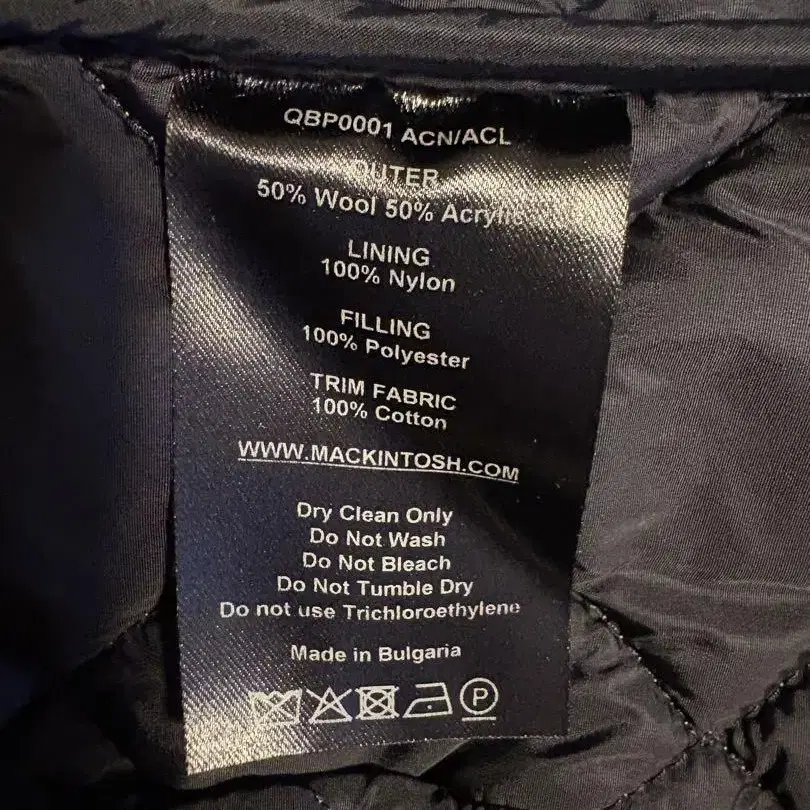 QBP0001 ACN/ACL
OUTER
50% Wool 50% Acrylic
LINING
100% Nylon
FILLING
100% Polyester
TRIM FABRIC
100% Cotton
WWW.MACKINTOSH.COM
Dry Clean Only
Do Not Wash
Do Not Bleach
Do Not Tumble Dry
Do not use Trichloroethylene
Made in Bulgaria
P